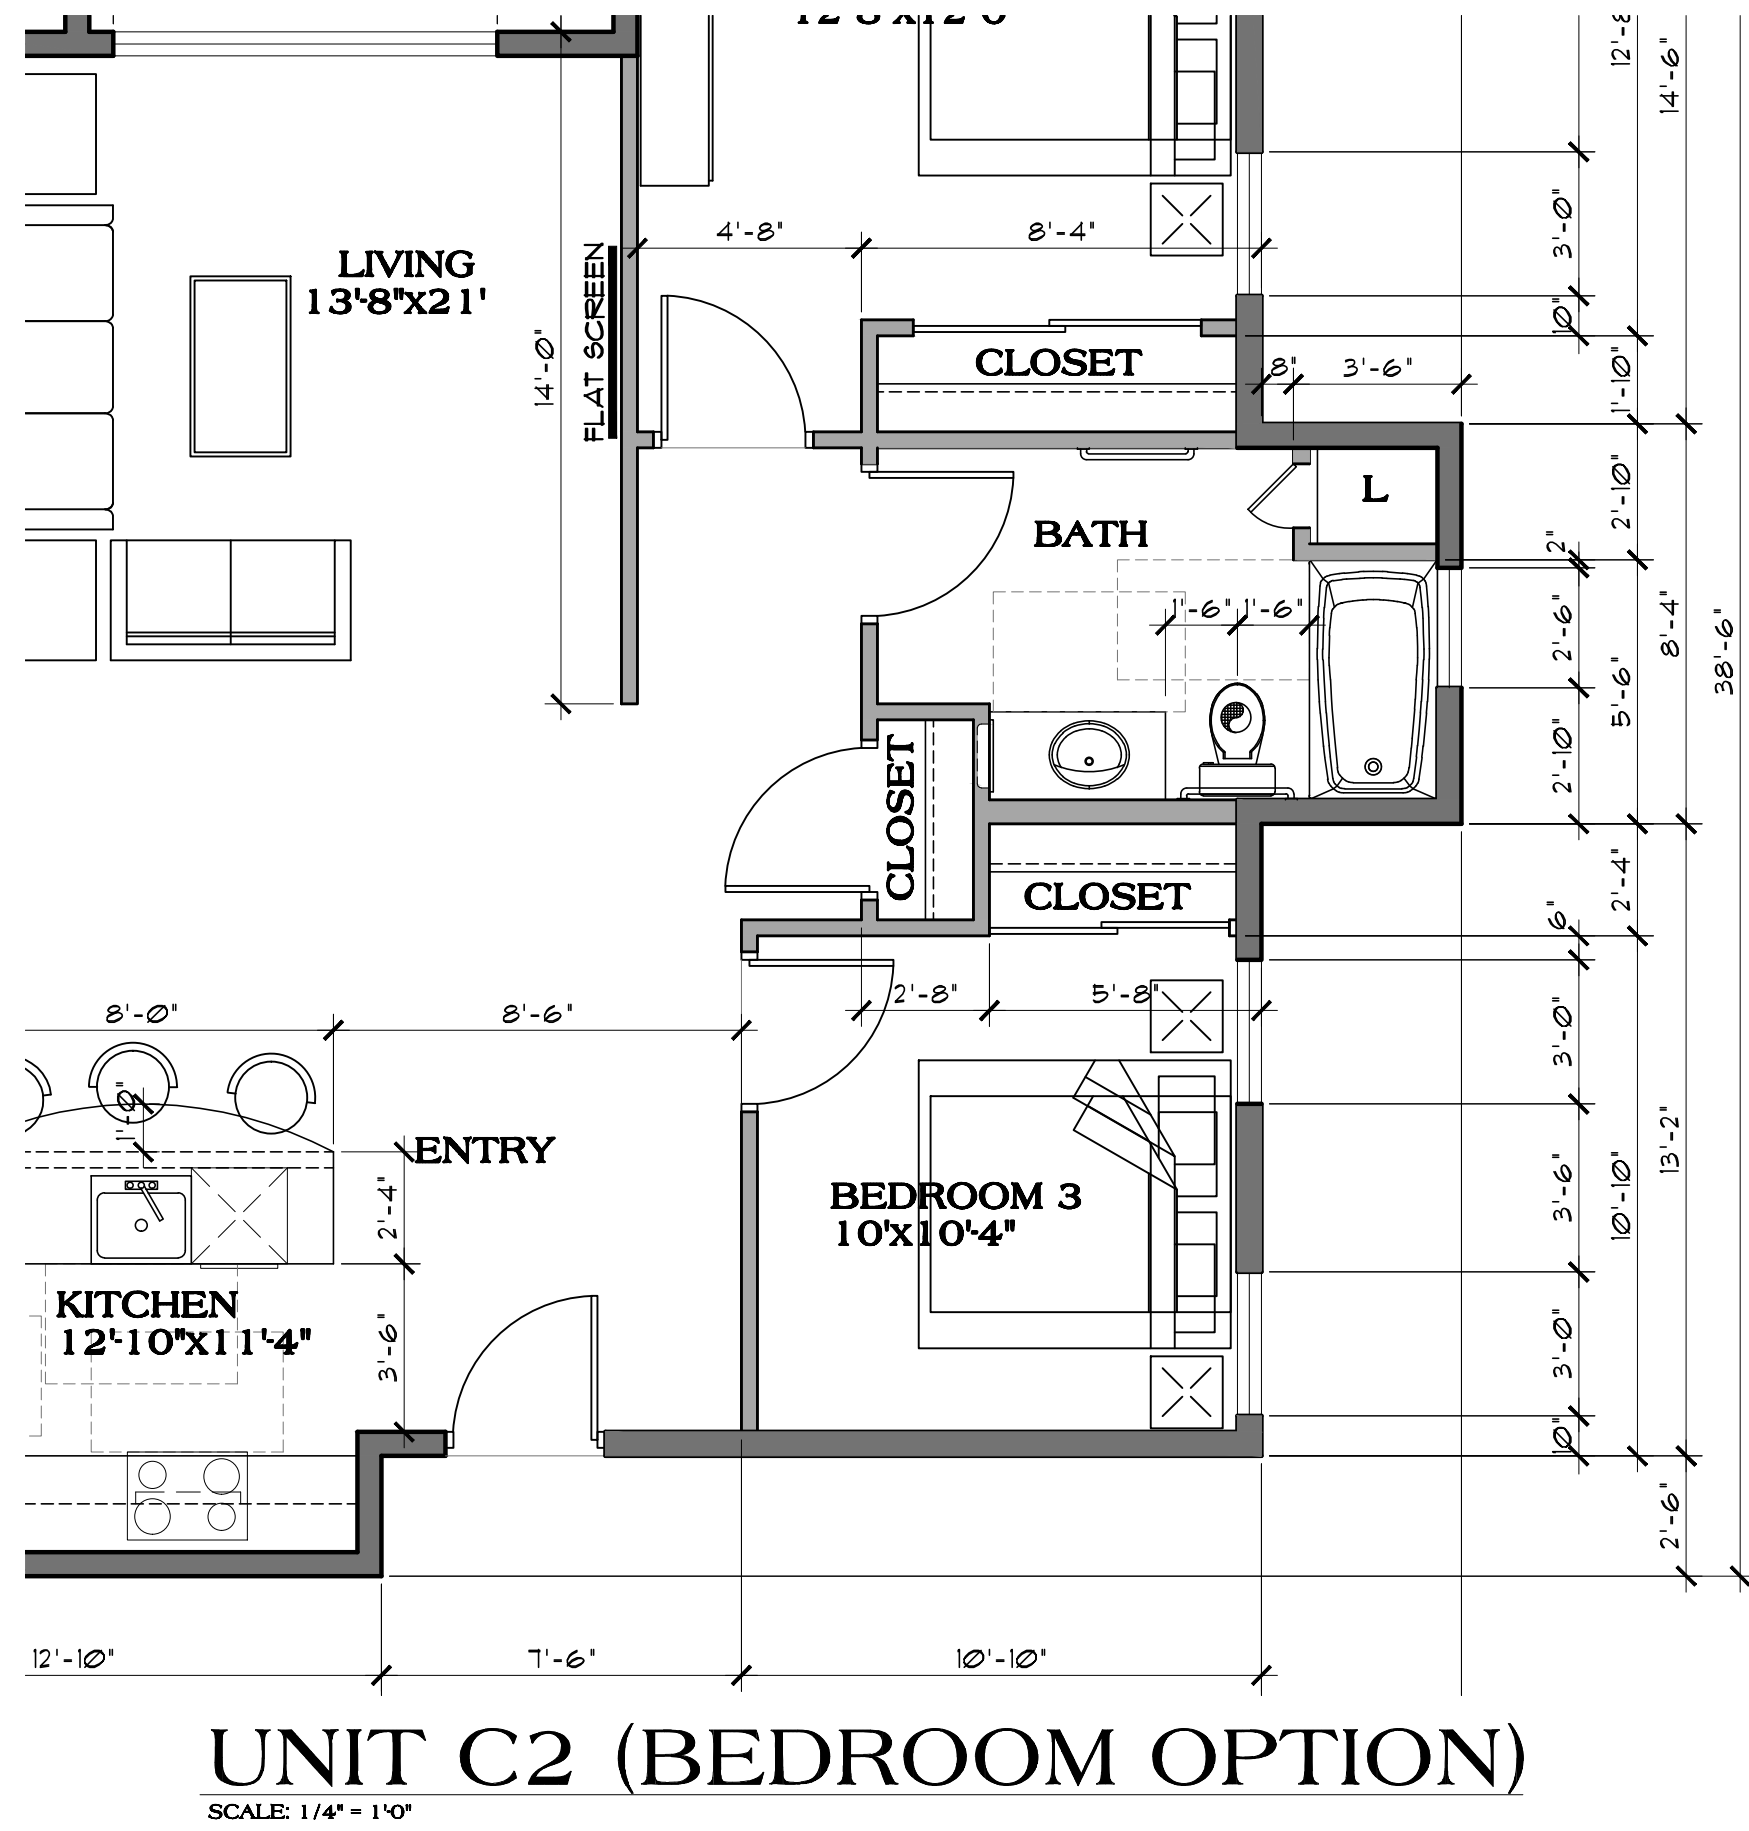 12'-8"
14'-6"
4'-8"
8'-4"
3'-0"
LIVING
13'-8"X21'
FLAT SCREEN
14'-0"
10"
CLOSET
8"
3'-6"
1'-10"
L
BATH
2'-10"
2"
1'-6"
1'-6"
2'-6"
8'-4"
38'-6"
5'-6"
2'-10"
CLOSET
CLOSET
2'-4"
6"
2'-8"
5'-8"
8'-0"
8'-6"
3'-0"
1'-0"
ENTRY
13'-2"
2'-4"
BEDROOM 3
10'X10'-4"
3'-6"
10'-10"
KITCHEN
12'-10"X11'-4"
3'-6"
3'-0"
10"
2'-6"
12'-10"
7'-6"
10'-10"
UNIT C2 (BEDROOM OPTION)
SCALE: 1/4" = 1'-0"